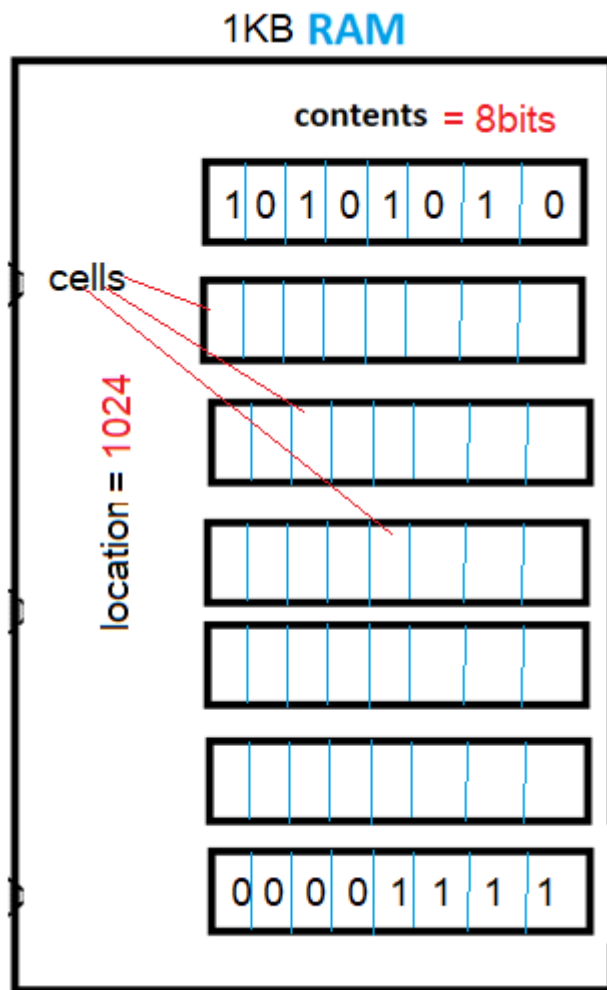 1KB RAM
contents = 8bits
1 0 1 0 1 0 1 0
cells
location = 1024
0 0 0 0 1 1 1 1